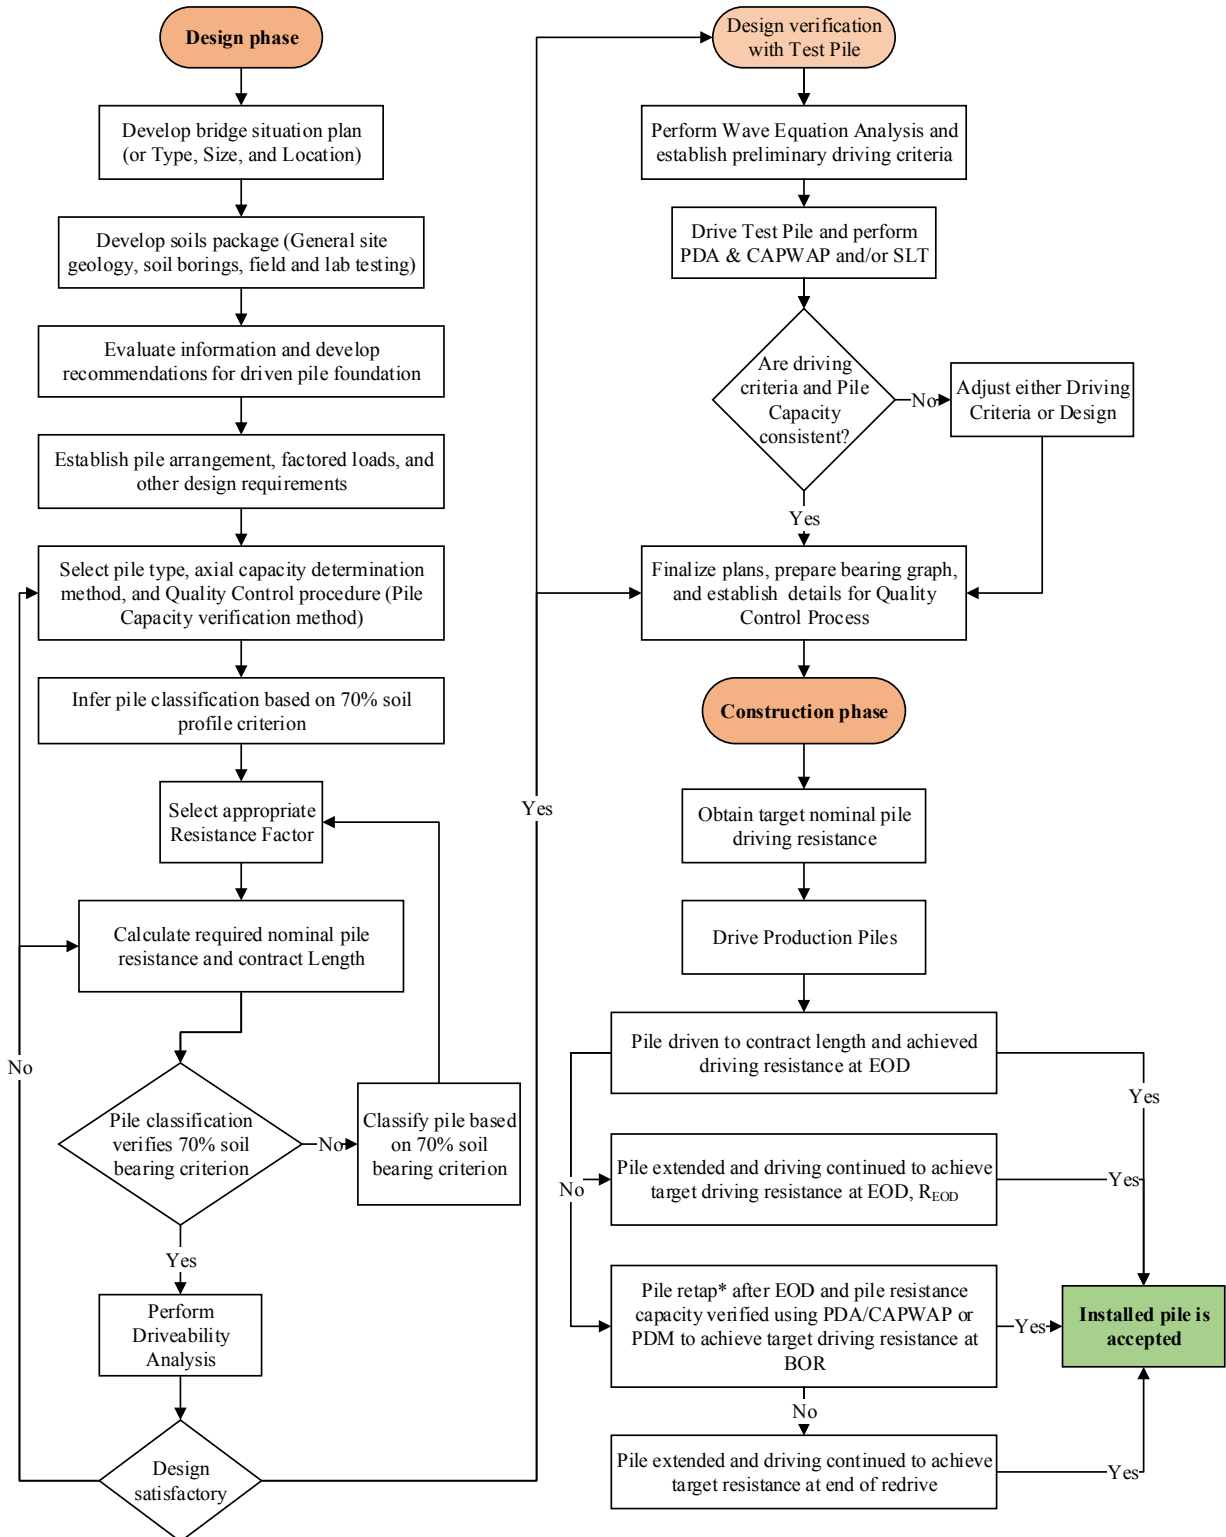 Design phase
Develop bridge situation plan
(or Type, Size, and Location)
Develop soils package (General site
geology, soil borings, field and lab testing)
Evaluate information and develop
recommendations for driven pile foundation
Establish pile arrangement, factored loads, and
other design requirements
Select pile type, axial capacity determination
method, and Quality Control procedure (Pile
Capacity verification method)
Infer pile classification based on 70% soil
profile criterion
Select appropriate
Resistance Factor
Calculate required nominal pile
resistance and contract Length
No
Pile classification
verifies 70% soil
bearing criterion
No
Classify pile based
on 70% soil
bearing criterion
Yes
Perform
Driveability
Analysis
Design
satisfactory
Yes
Design verification
with Test Pile
Perform Wave Equation Analysis and
establish preliminary driving criteria
Drive Test Pile and perform
PDA & CAPWAP and/or SLT
Are driving
criteria and Pile
Capacity
consistent?
No
Adjust either Driving
Criteria or Design
Yes
Finalize plans, prepare bearing graph,
and establish details for Quality
Control Process
Construction phase
Obtain target nominal pile
driving resistance
Drive Production Piles
Pile driven to contract length and achieved
driving resistance at EOD
Yes
No
Pile extended and driving continued to achieve
target driving resistance at EOD, REOD
Yes
Pile retap* after EOD and pile resistance
capacity verified using PDA/CAPWAP or
PDM to achieve target driving resistance at
BOR
Yes
Installed pile is
accepted
No
Pile extended and driving continued to achieve
target resistance at end of redrive
Yes